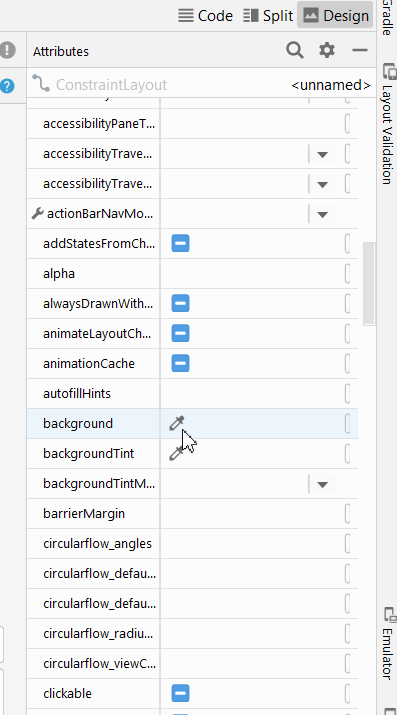 Code Split Design
Attributes
ConstraintLayout <unnamed>
accessibilityPaneT...
accessibilityTrave...
accessibilityTrave...
actionBarNavMo...
addStatesFromCh...
alpha
alwaysDrawnWith...
animateLayoutCh...
animationCache
autofillHints
background
backgroundTint
backgroundTintM...
barrierMargin
circularflow_angles
circularflow_defau...
circularflow_defau...
circularflow_radiu...
circularflow_viewC...
clickable
Gradle
Layout Validation
Emulator